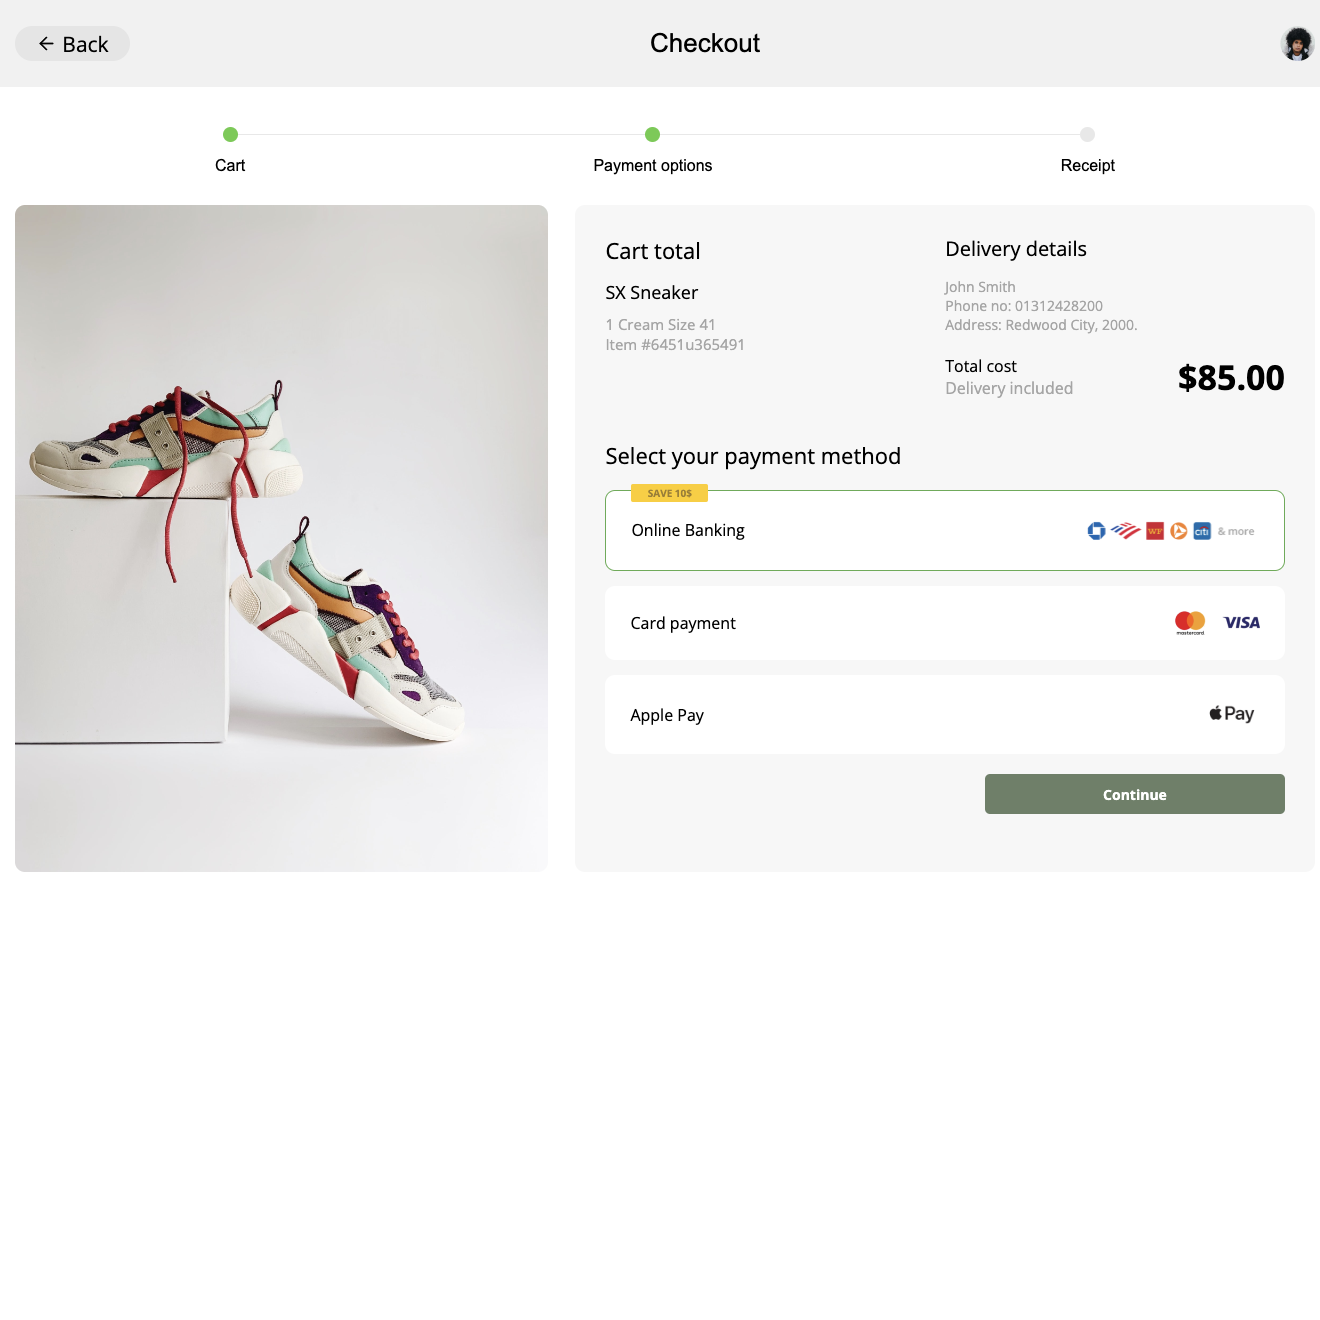 Back
Checkout
Cart
Payment options
Receipt
Cart total
SX Sneaker
1 Cream Size 41
Item #6451u365491
Delivery details
John Smith
Phone no: 01312428200
Address: Redwood City, 2000.
Total cost
Delivery included
$85.00
Select your payment method
SAVE 10$
Online Banking
WF
citi
& more
Card payment
mastercard
VISA
Apple Pay
Pay
Continue